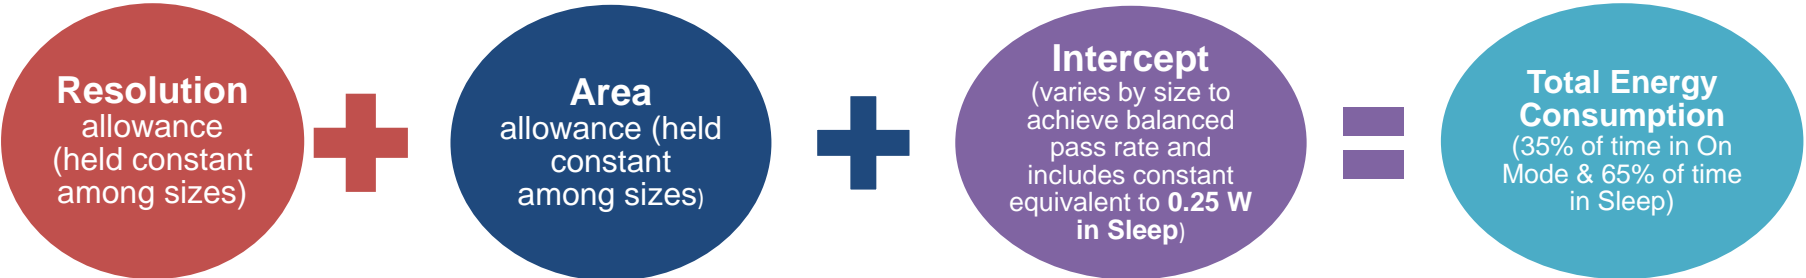 Resolution
allowance
(held constant
among sizes)
Area
allowance (held
constant
among sizes)
Intercept
(varies by size to
achieve balanced
pass rate and
includes constant
equivalent to 0.25 W
in Sleep)
Total Energy
Consumption
(35% of time in On
Mode & 65% of time
in Sleep)